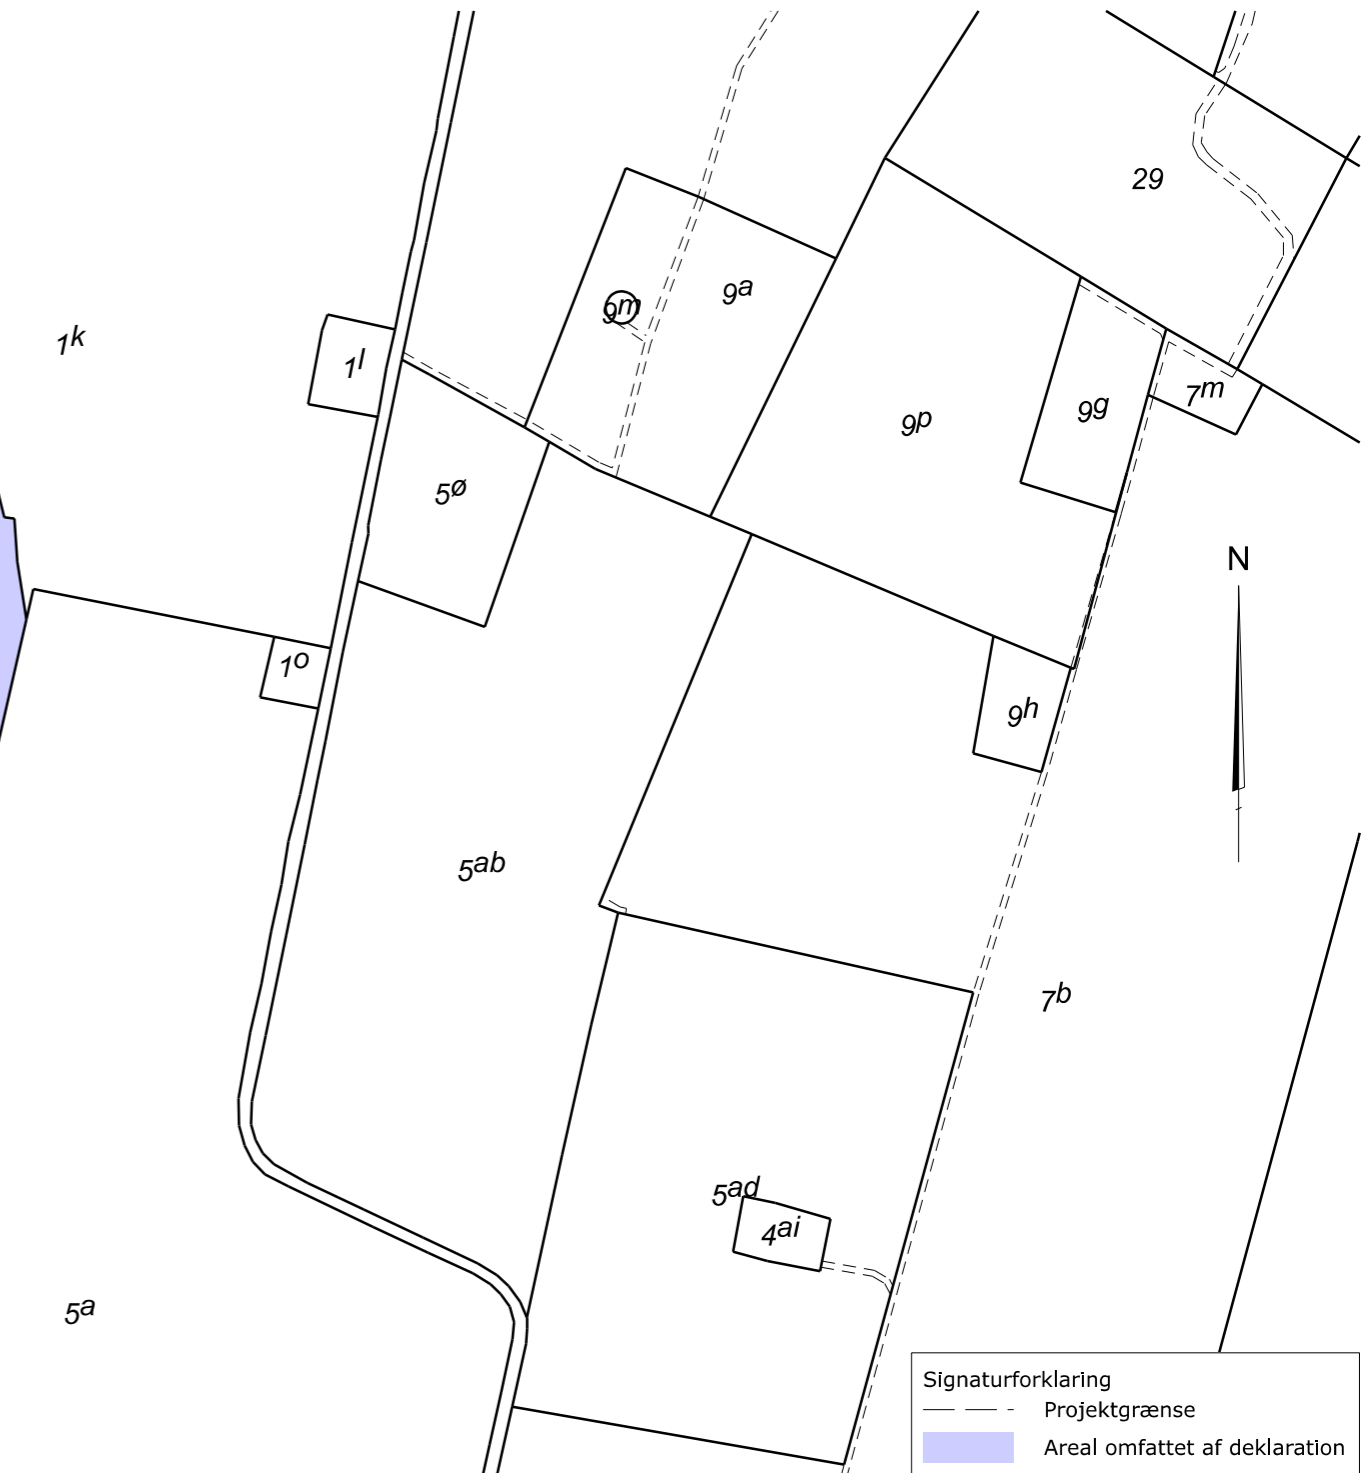 29
9a
9m
1k
1l
7m
9g
9p
5ø
N
1o
9h
5ab
7b
5ad
4ai
5a
Signaturforklaring
Projektgrænse
Areal omfattet af deklaration